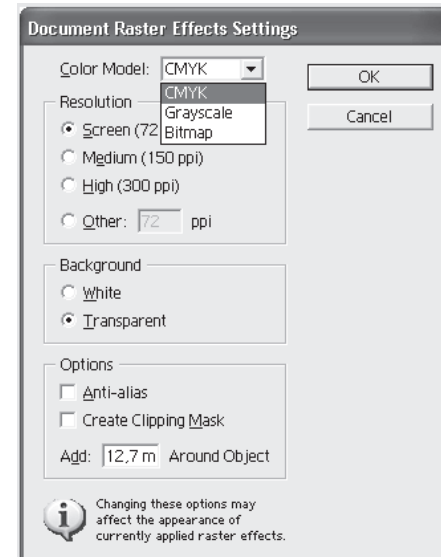 Document Raster Effects Settings
Color Model: CMYK
CMYK
Grayscale
Bitmap
OK
Cancel
Resolution
Screen (72
Medium (150 ppi)
High (300 ppi)
Other: 72 ppi
Background
White
Transparent
Options
Anti-alias
Create Clipping Mask
Add: 12,7 m Around Object
Changing these options may
affect the appearance of
currently applied raster effects.